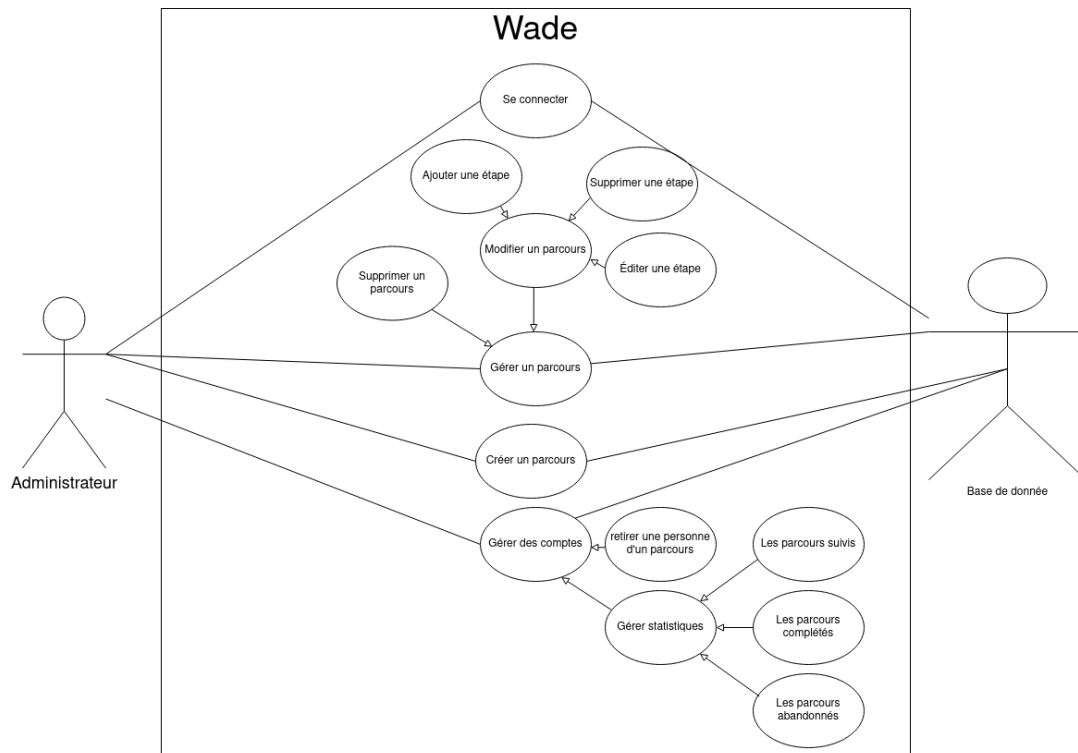 Wade
Se connecter
Ajouter une étape
Supprimer une étape
Modifier un parcours
Éditer une étape
Supprimer un
parcours
Gérer un parcours
Administrateur
Base de donnée
Créer un parcours
Gérer des comptes
retirer une personne
d'un parcours
Les parcours suivis
Gérer statistiques
Les parcours
complétés
Les parcours
abandonnés